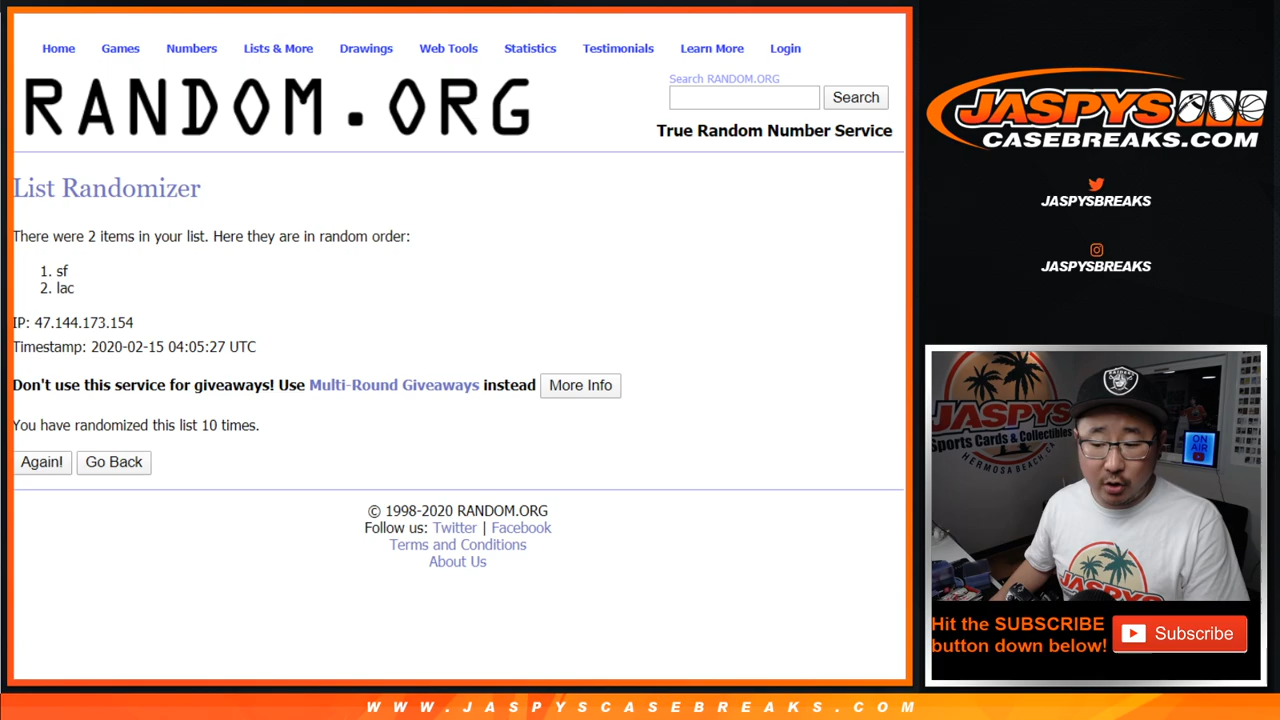 Home Games Numbers Lists & More Drawings Web Tools Statistics Testimonials Learn More Login
RANDOM.ORG
Search RANDOM.ORG
Search
True Random Number Service
List Randomizer
There were 2 items in your list. Here they are in random order:
1. sf
2. lac
IP: 47.144.173.154
Timestamp: 2020-02-15 04:05:27 UTC
Don't use this service for giveaways! Use Multi-Round Giveaways instead More Info
You have randomized this list 10 times.
Again! Go Back
© 1998-2020 RANDOM.ORG
Follow us: Twitter | Facebook
Terms and Conditions
About Us
JASPYS
CASEBREAKS.COM
JASPYSBREAKS
JASPYSBREAKS
JASPYS
Sports Cards & Collectibles
HERMOSA BEACH, CA
RAIDERS
ON
AIR
JASPYS
Hit the SUBSCRIBE
button down below!
Subscribe
WWW.JASPYSCASEBREAKS.COM